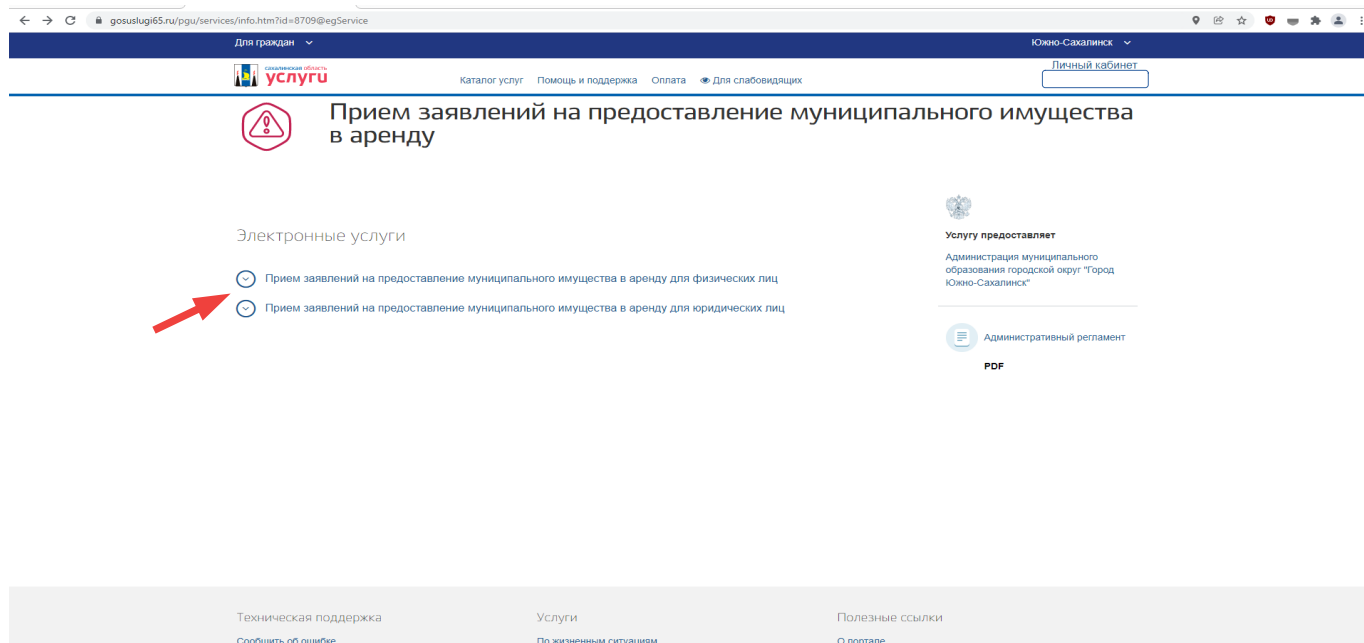 gosuslugi65.ru/pgu/services/info.htm?id=8709@egService
Для граждан
Южно-Сахалинск
сахалинская область
услуги
Каталог услуг Помощь и поддержка Оплата Для слабовидящих
Личный кабинет
Прием заявлений на предоставление муниципального имущества
в аренду
Электронные услуги
Прием заявлений на предоставление муниципального имущества в аренду для физических лиц
Прием заявлений на предоставление муниципального имущества в аренду для юридических лиц
Услугу предоставляет
Администрация муниципального
образования городской округ "Город
Южно-Сахалинск"
Административный регламент
PDF
Техническая поддержка
Услуги
Полезные ссылки
Сообщить об ошибке
По жизненным ситуациям
О портале